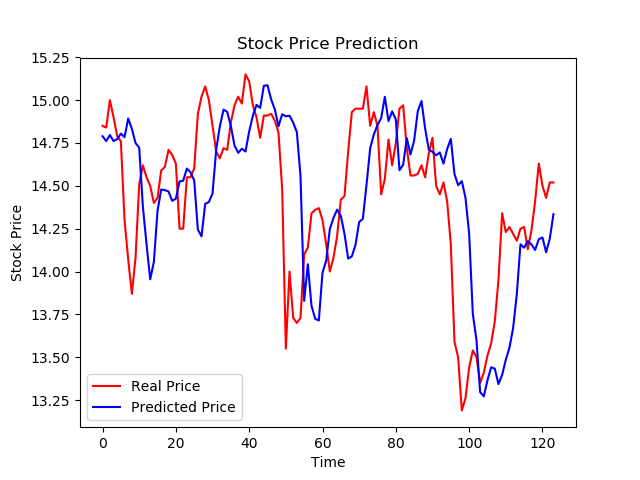 Stock Price Prediction
15.25
15.00
14.75
14.50
14.25
14.00
13.75
13.50
13.25
Stock Price
Real Price
Predicted Price
0 20 40 60 80 100 120
Time